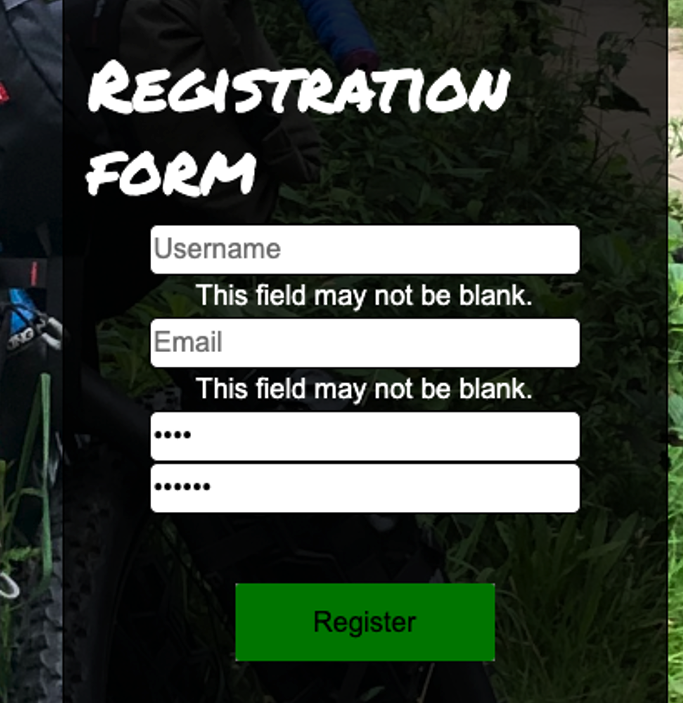 Registration
form
Username
This field may not be blank.
Email
This field may not be blank.
••••
••••••
Register